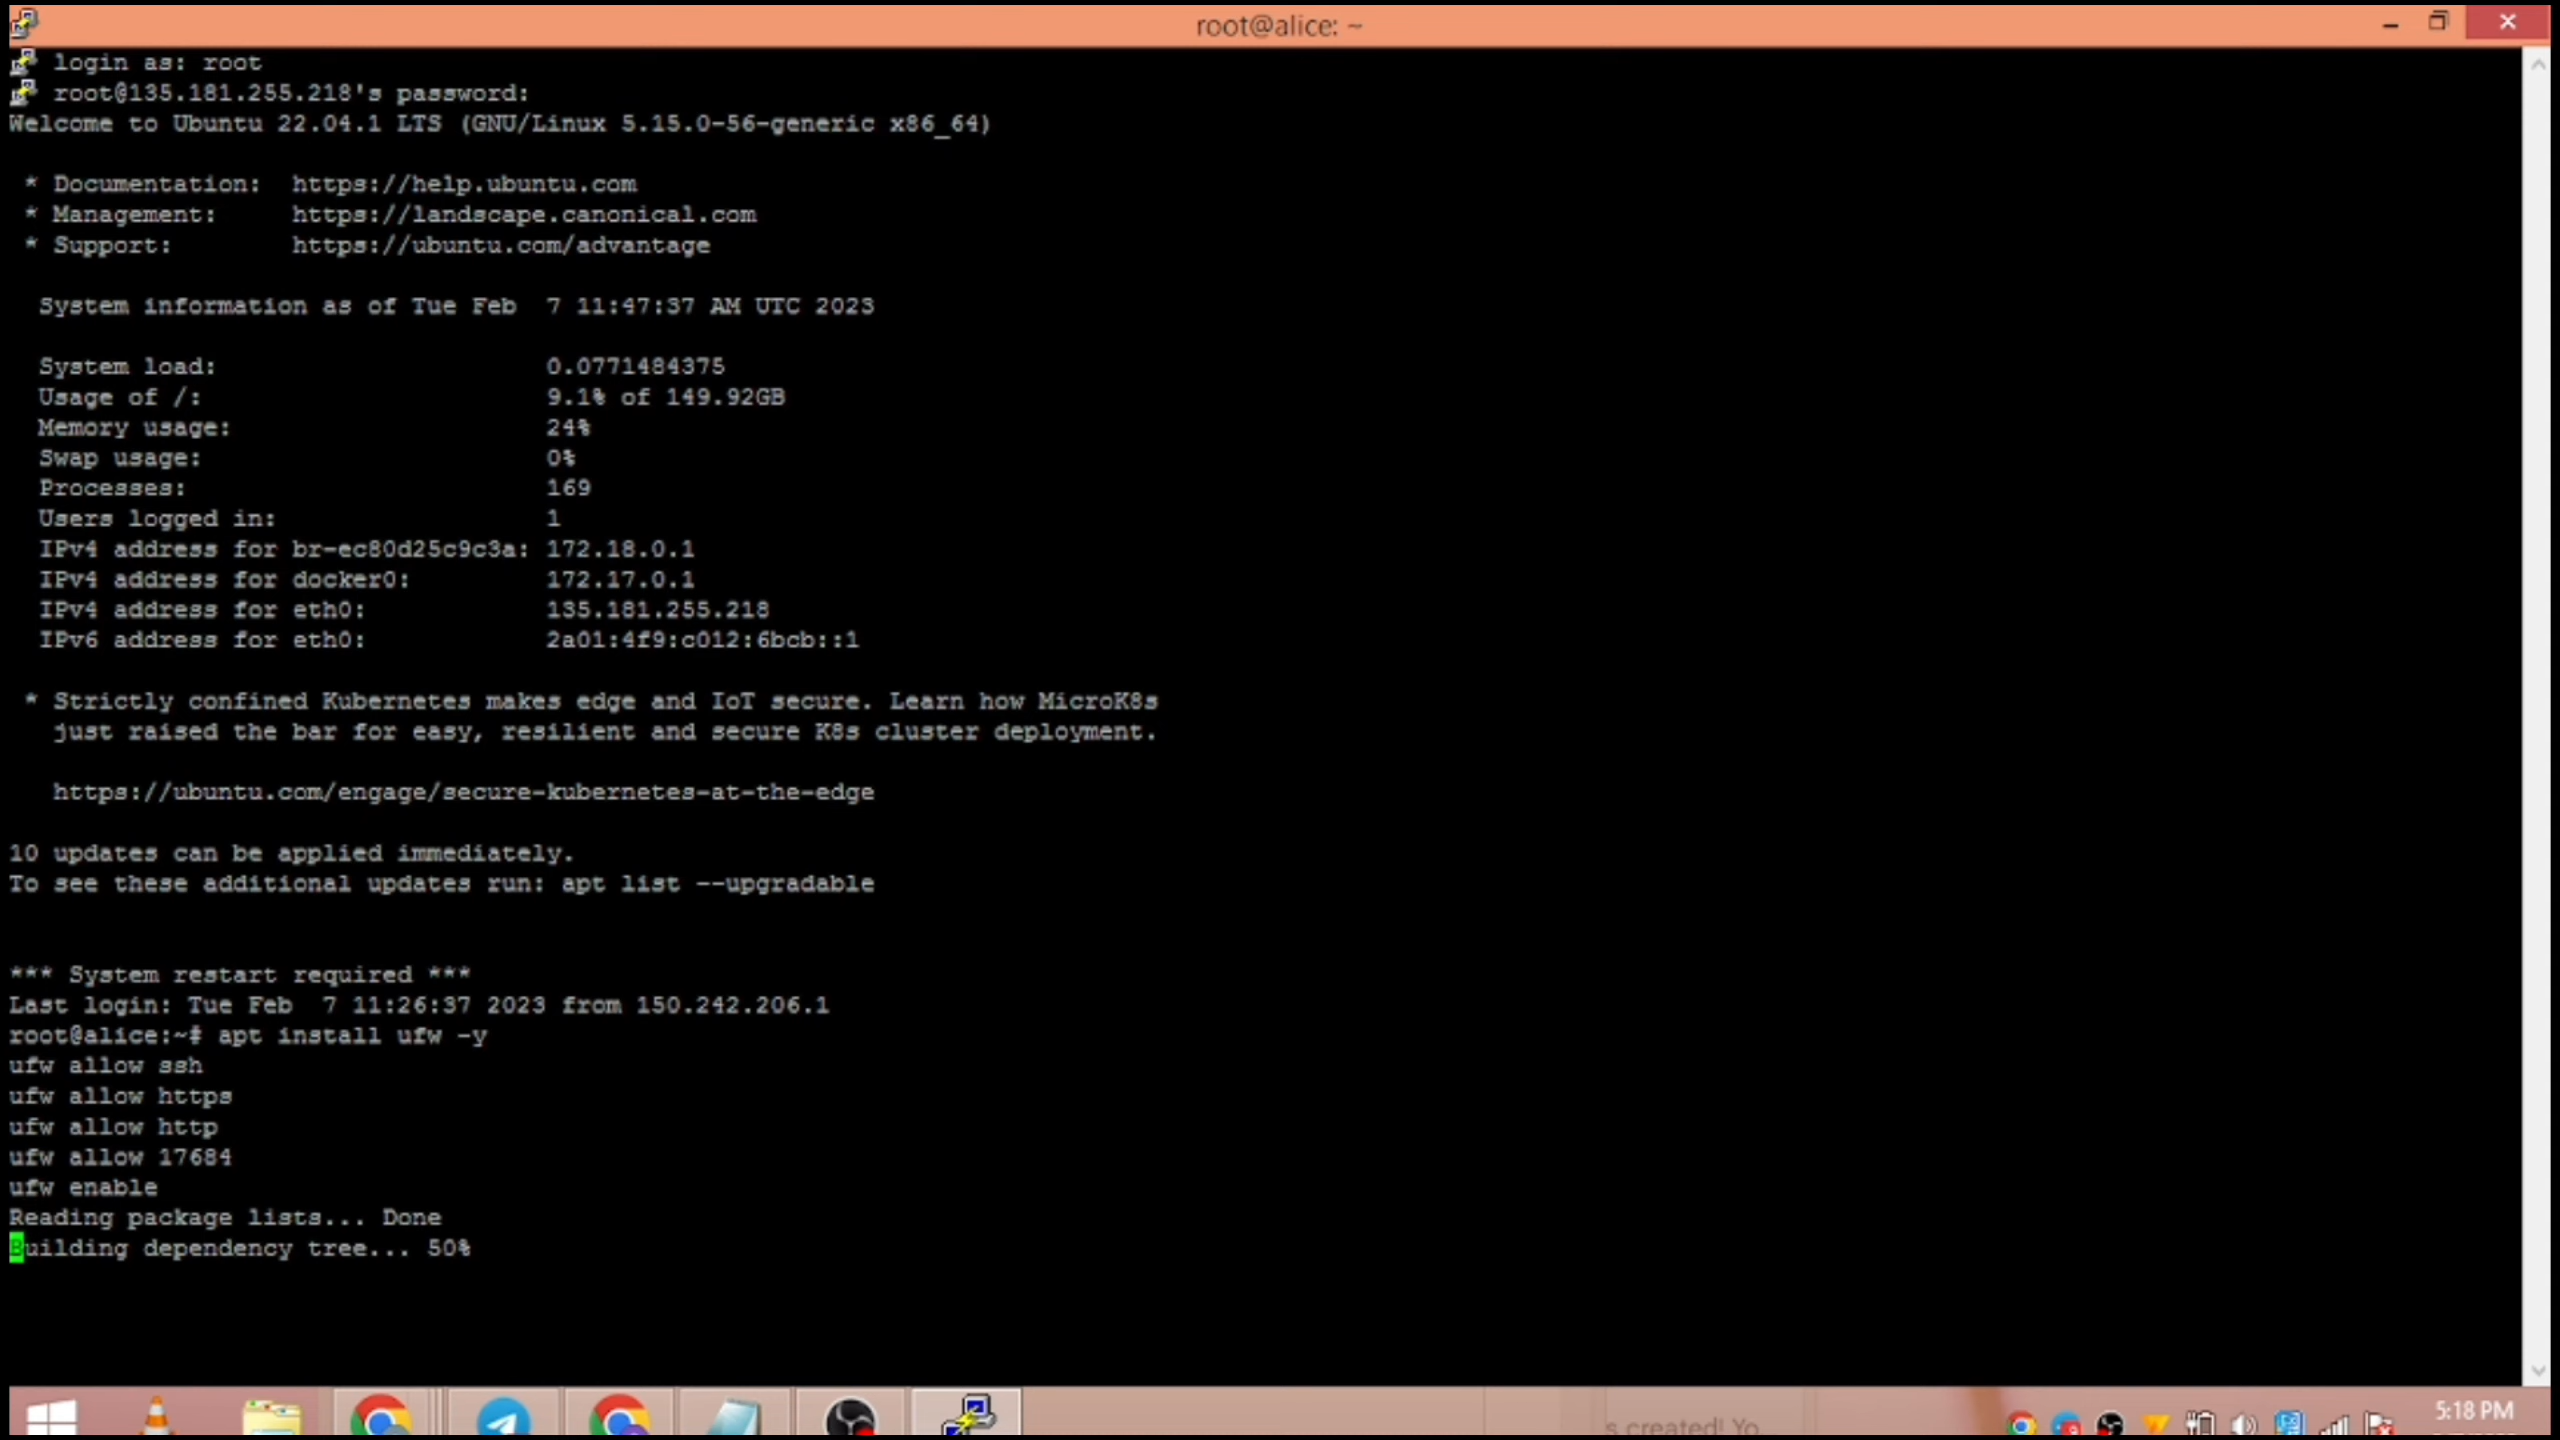 root@alice: ~
login as: root
root@135.181.255.218's password:
Welcome to Ubuntu 22.04.1 LTS (GNU/Linux 5.15.0-56-generic x86_64)
* Documentation:  https://help.ubuntu.com
* Management:     https://landscape.canonical.com
* Support:        https://ubuntu.com/advantage
System information as of Tue Feb  7 11:47:37 AM UTC 2023
System load:                      0.0771484375
Usage of /:                       9.1% of 149.92GB
Memory usage:                     24%
Swap usage:                       0%
Processes:                        169
Users logged in:                  1
IPv4 address for br-ec80d25c9c3a: 172.18.0.1
IPv4 address for docker0:         172.17.0.1
IPv4 address for eth0:            135.181.255.218
IPv6 address for eth0:            2a01:4f9:c012:6bcb::1
* Strictly confined Kubernetes makes edge and IoT secure. Learn how MicroK8s
just raised the bar for easy, resilient and secure K8s cluster deployment.
https://ubuntu.com/engage/secure-kubernetes-at-the-edge
10 updates can be applied immediately.
To see these additional updates run: apt list --upgradable
*** System restart required ***
Last login: Tue Feb  7 11:26:37 2023 from 150.242.206.1
root@alice:~# apt install ufw -y
ufw allow ssh
ufw allow https
ufw allow http
ufw allow 17684
ufw enable
Reading package lists... Done
Building dependency tree... 50%
s created! Yo
5:18 PM